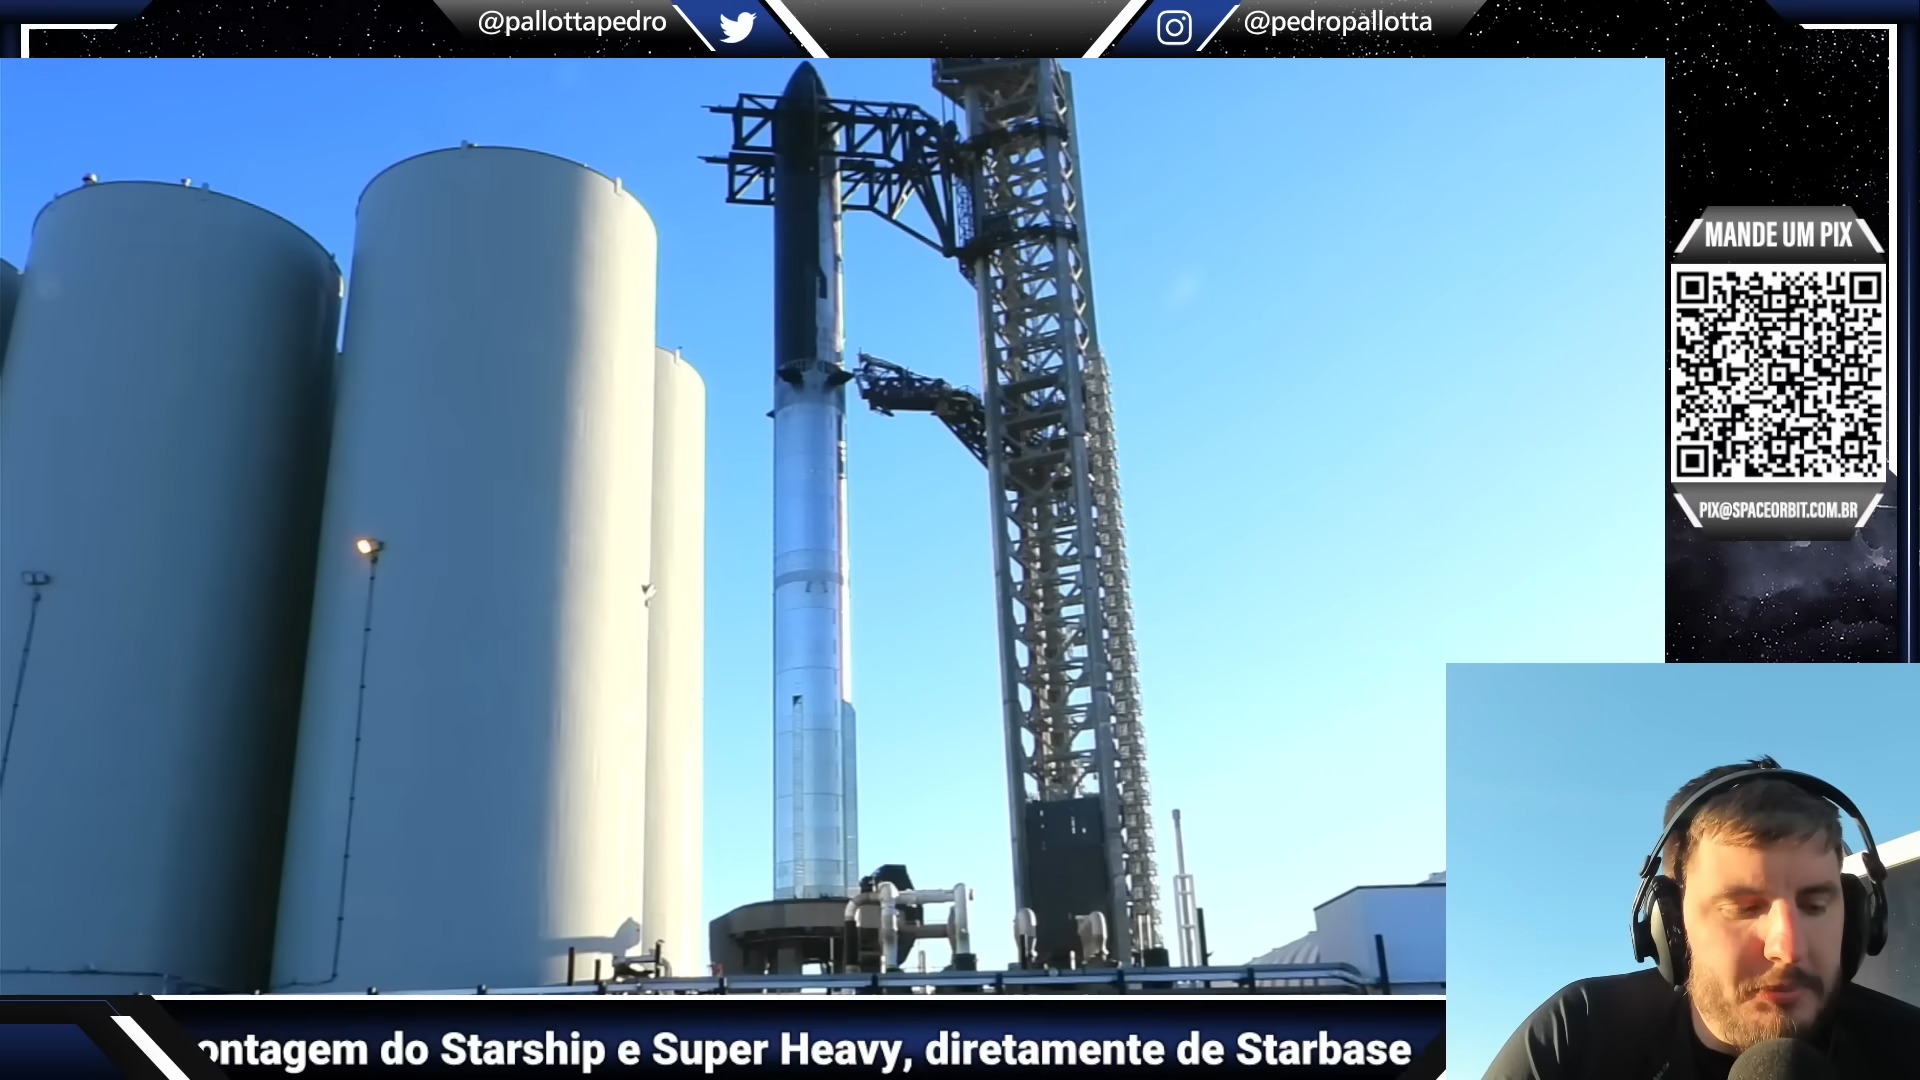 @pallottapedro
@pedropallotta
MANDE UM PIX
PIX@SPACEORBIT.COM.BR
ontagem do Starship e Super Heavy, diretamente de Starbase